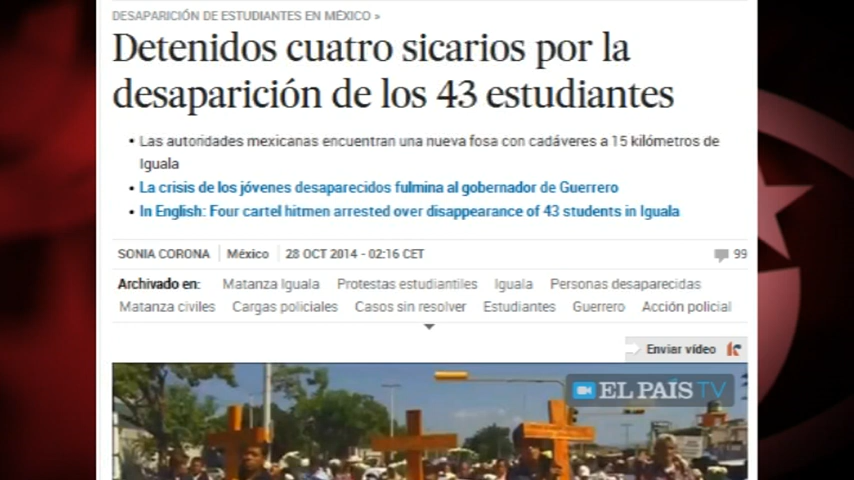 DESAPARICIÓN DE ESTUDIANTES EN MÉXICO »
Detenidos cuatro sicarios por la
desaparición de los 43 estudiantes
• Las autoridades mexicanas encuentran una nueva fosa con cadáveres a 15 kilómetros de
Iguala
• La crisis de los jóvenes desaparecidos fulmina al gobernador de Guerrero
• In English: Four cartel hitmen arrested over disappearance of 43 students in Iguala
SONIA CORONA México 28 OCT 2014 - 02:16 CET 99
Archivado en: Matanza Iguala Protestas estudiantiles Iguala Personas desaparecidas
Matanza civiles Cargas policiales Casos sin resolver Estudiantes Guerrero Acción policial
Enviar vídeo
EL PAÍS TV